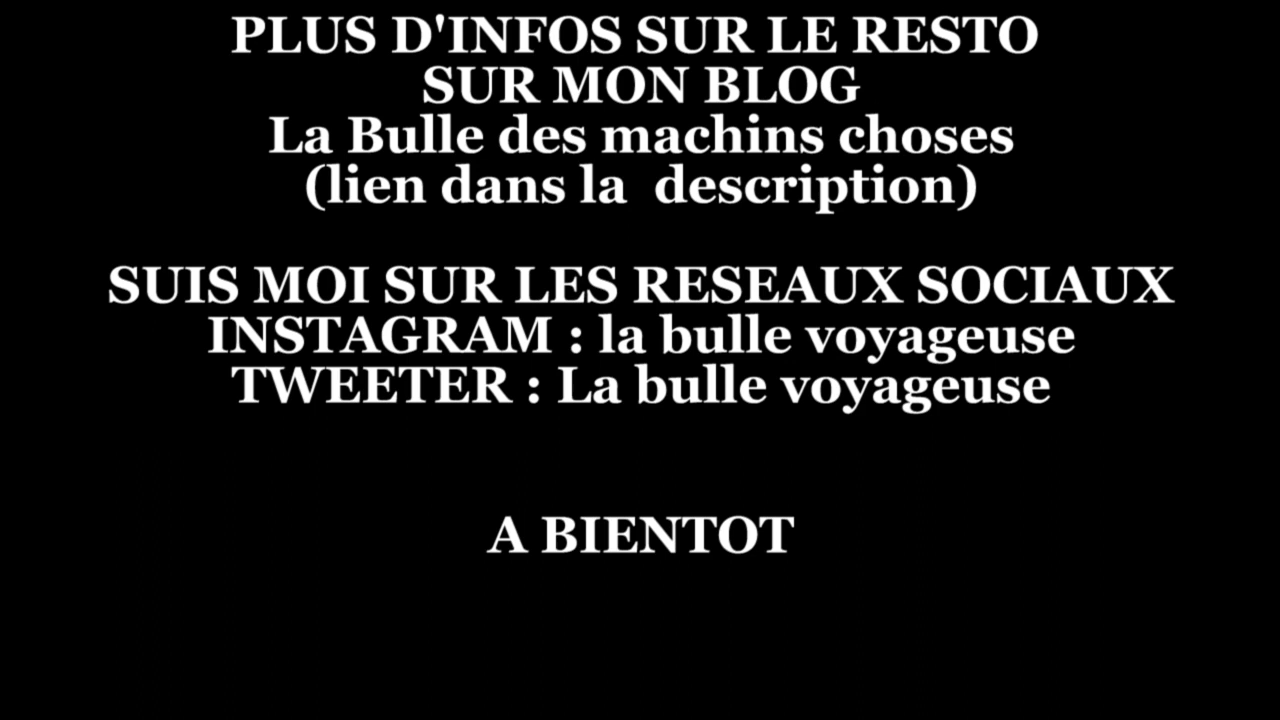 PLUS D'INFOS SUR LE RESTO
SUR MON BLOG
La Bulle des machins choses
(lien dans la  description)
SUIS MOI SUR LES RESEAUX SOCIAUX
INSTAGRAM : la bulle voyageuse
TWEETER : La bulle voyageuse
A BIENTOT